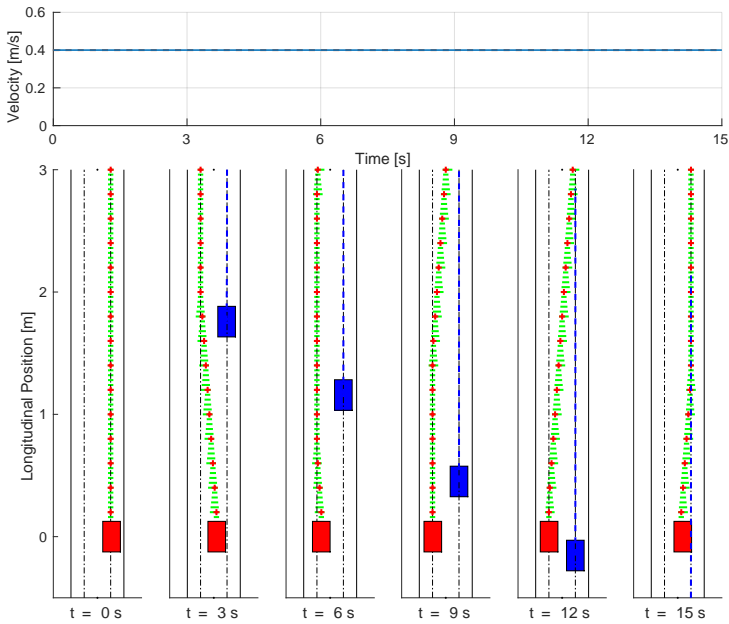 Velocity [m/s]
0.6
0.4
0.2
0
0 3 6 9 12 15
Time [s]
Longitudinal Position [m]
3
2
1
0
t = 0 s t = 3 s t = 6 s t = 9 s t = 12 s t = 15 s